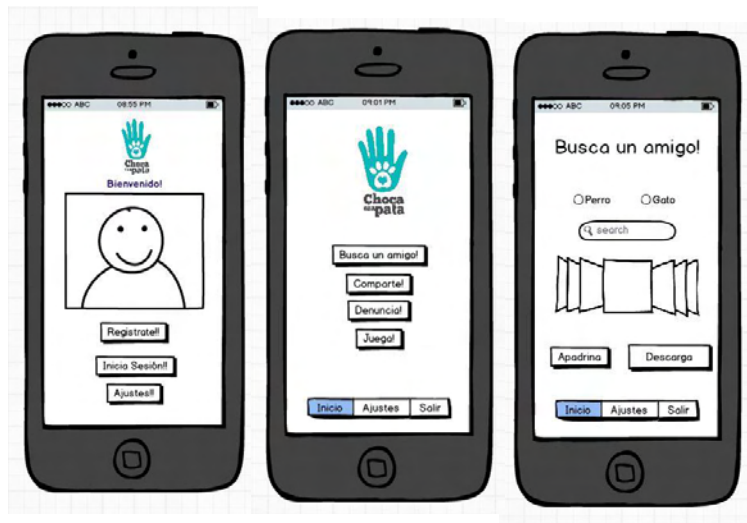 ABC 08:55 PM
Choca
esa
pata
Bienvenido!
Registrate!!
Inicia Sesión!!
Ajustes!!
ABC 09:01 PM
Choca
esa
pata
Busca un amigo!
Comparte!
Denuncia!
Juega!
Inicio Ajustes Salir
ABC 09:05 PM
Busca un amigo!
Perro Gato
search
Apadrina Descarga
Inicio Ajustes Salir